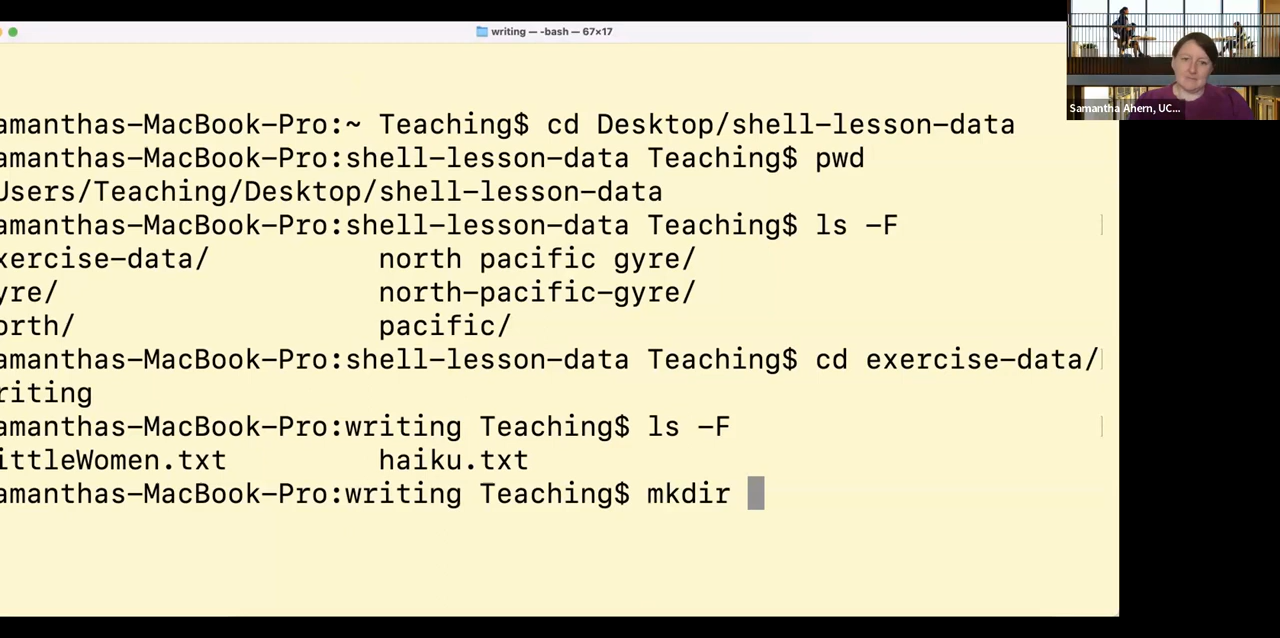 writing — -bash — 67×17
Samantha Ahern, UC...
amanthas-MacBook-Pro:~ Teaching$ cd Desktop/shell-lesson-data
amanthas-MacBook-Pro:shell-lesson-data Teaching$ pwd
Users/Teaching/Desktop/shell-lesson-data
amanthas-MacBook-Pro:shell-lesson-data Teaching$ ls -F
xercise-data/ north pacific gyre/
yre/ north-pacific-gyre/
orth/ pacific/
amanthas-MacBook-Pro:shell-lesson-data Teaching$ cd exercise-data/
riting
amanthas-MacBook-Pro:writing Teaching$ ls -F
ittleWomen.txt haiku.txt
amanthas-MacBook-Pro:writing Teaching$ mkdir